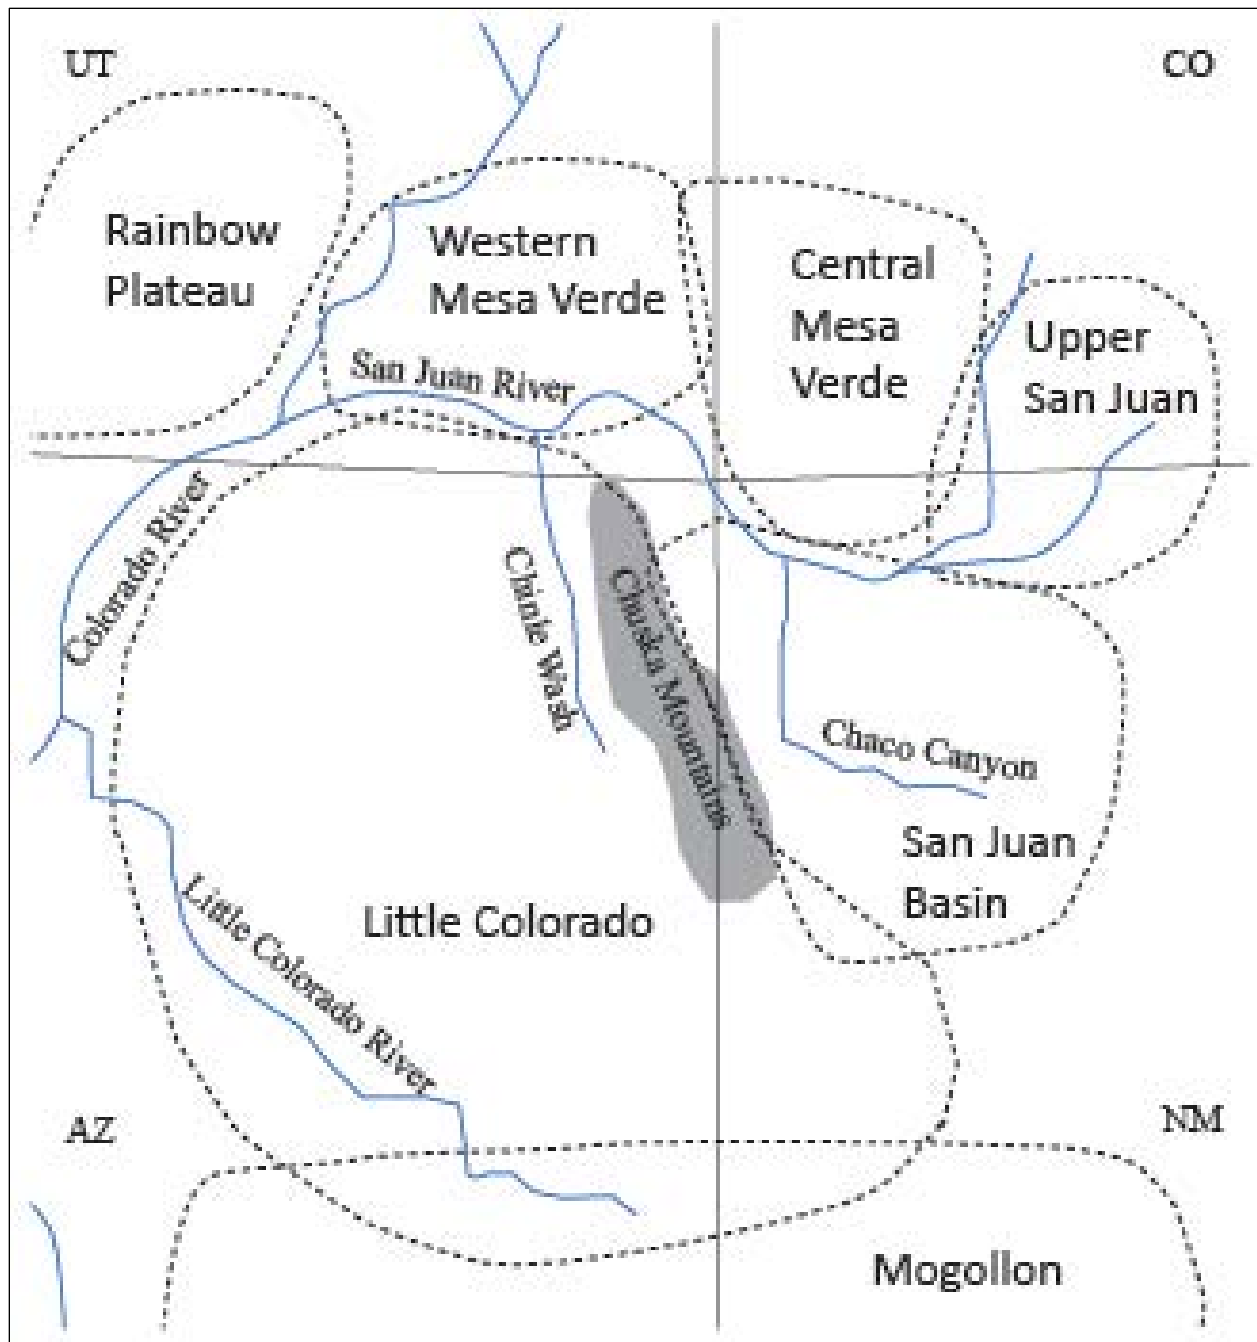 UT
CO
Rainbow
Plateau
Western
Mesa Verde
Central
Mesa
Verde
Upper
San Juan
San Juan River
Colorado River
Chinle Wash
Chuska Mountains
Chaco Canyon
San Juan
Basin
Little Colorado
Little Colorado River
AZ
NM
Mogollon